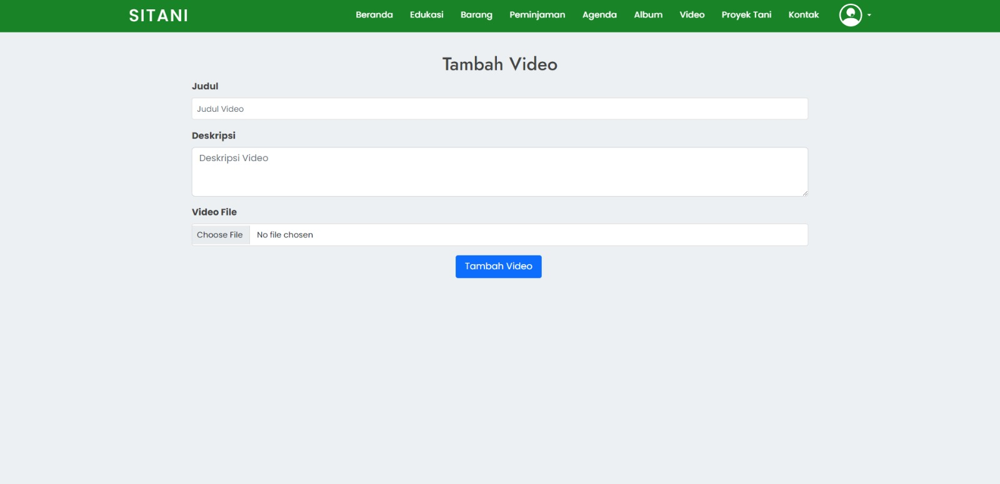 SITANI
Beranda Edukasi Barang Peminjaman Agenda Album Video Proyek Tani Kontak
Tambah Video
Judul
Judul Video
Deskripsi
Deskripsi Video
Video File
Choose File No file chosen
Tambah Video